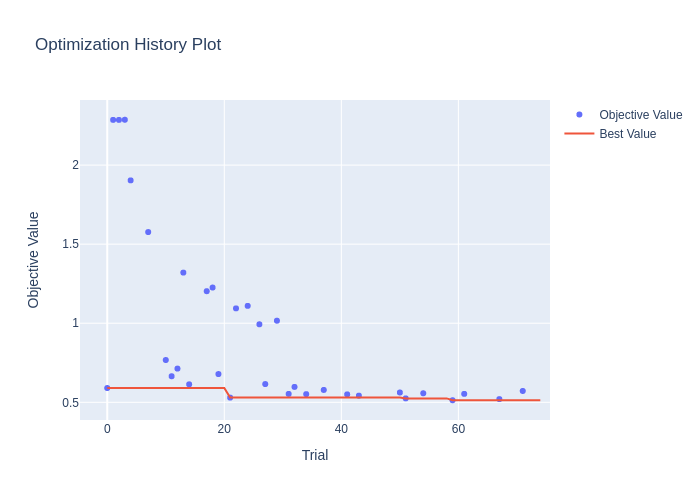 Optimization History Plot
Objective Value
Best Value
2
1.5
1
0.5
Objective Value
0
20
40
60
Trial